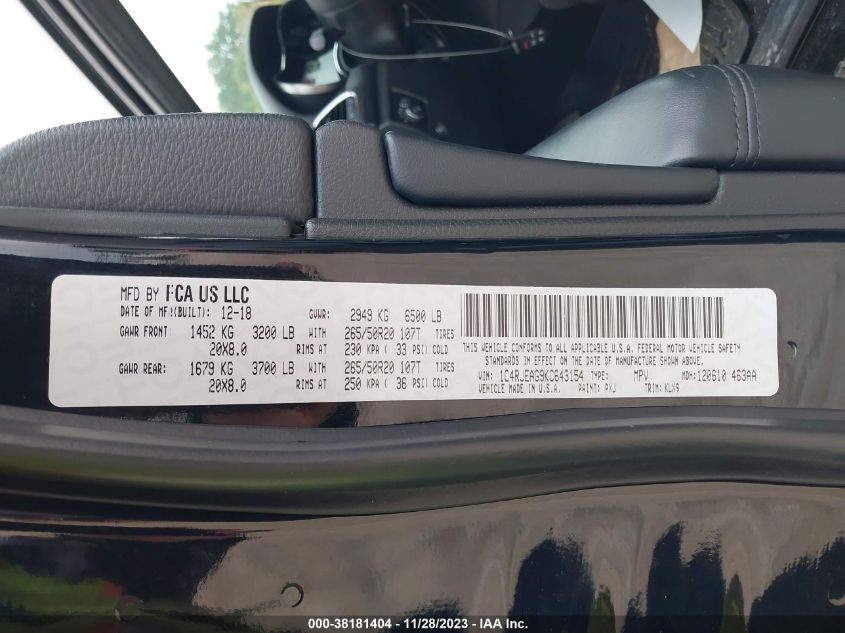 MFD BY FCA US LLC
DATE OF MFR(BUILT): 12-18 GVWR: 2949 KG 6500 LB
GAWR FRONT: 1452 KG 3200 LB WITH 265/50R20 107T TIRES
20X8.0 RIMS AT 230 KPA ( 33 PSI) COLD
GAWR REAR: 1679 KG 3700 LB WITH 265/50R20 107T TIRES
20X8.0 RIMS AT 250 KPA ( 36 PSI) COLD
THIS VEHICLE CONFORMS TO ALL APPLICABLE U.S.A. FEDERAL MOTOR VEHICLE SAFETY
STANDARDS IN EFFECT ON THE DATE OF MANUFACTURE SHOWN ABOVE.
VIN: 1C4RJEAG9KC643154 TYPE: MPV MDH: 120610 463AA
VEHICLE MADE IN U.S.A. PAINT: PXJ TRIM: KLX9
000-38181404 - 11/28/2023 - IAA Inc.